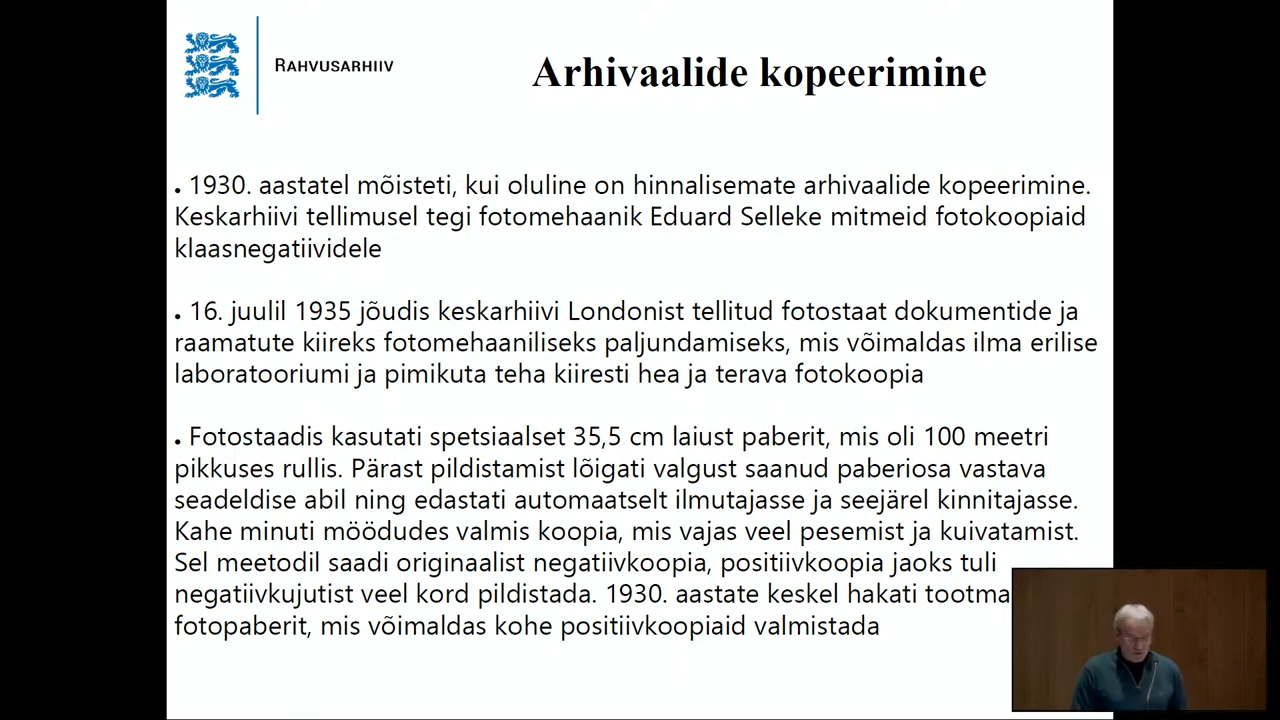 RAHVUSARHIIV
Arhivaalide kopeerimine
• 1930. aastatel mõisteti, kui oluline on hinnalisemate arhivaalide kopeerimine.
Keskarhiivi tellimusel tegi fotomehaanik Eduard Selleke mitmeid fotokoopiaid
klaasnegatiividele
• 16. juulil 1935 jõudis keskarhiivi Londonist tellitud fotostaat dokumentide ja
raamatute kiireks fotomehaaniliseks paljundamiseks, mis võimaldas ilma erilise
laboratooriumi ja pimikuta teha kiiresti hea ja terava fotokoopia
• Fotostaadis kasutati spetsiaalset 35,5 cm laiust paberit, mis oli 100 meetri
pikkuses rullis. Pärast pildistamist lõigati valgust saanud paberiosa vastava
seadeldise abil ning edastati automaatselt ilmutajasse ja seejärel kinnitajasse.
Kahe minuti möödudes valmis koopia, mis vajas veel pesemist ja kuivatamist.
Sel meetodil saadi originaalist negatiivkoopia, positiivkoopia jaoks tuli
negatiivkujutist veel kord pildistada. 1930. aastate keskel hakati tootma
fotopaberit, mis võimaldas kohe positiivkoopiaid valmistada